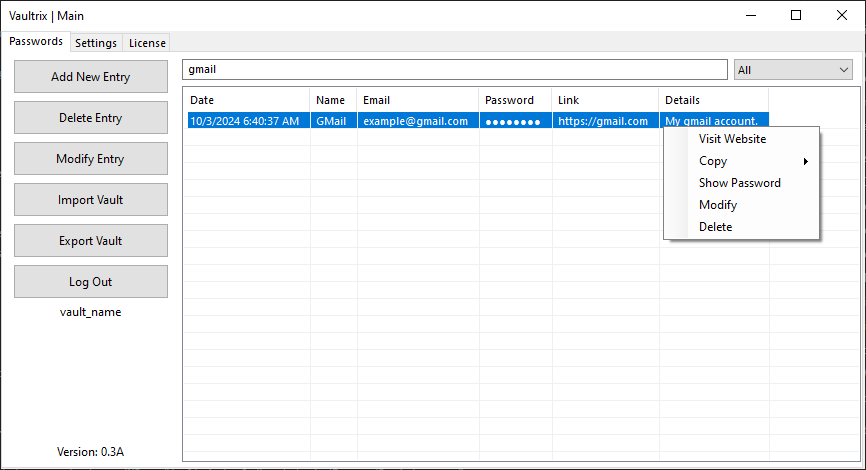 Vaultrix | Main
Passwords Settings License
Add New Entry
Delete Entry
Modify Entry
Import Vault
Export Vault
Log Out
vault_name
Version: 0.3A
gmail All
Date Name Email Password Link Details
10/3/2024 6:40:37 AM GMail example@gmail.com ●●●●●●●● https://gmail.com My gmail account.
Visit Website
Copy
Show Password
Modify
Delete